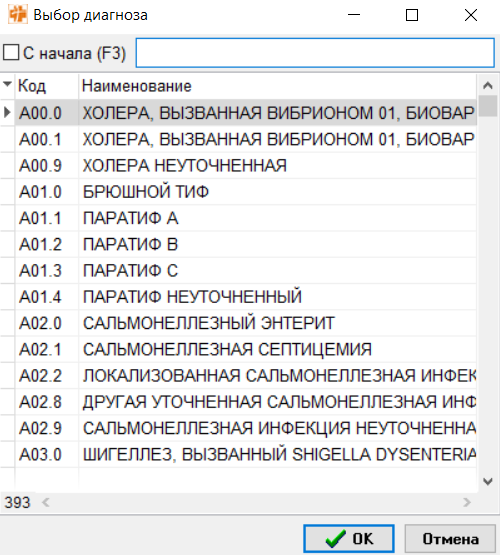 Выбор диагноза
С начала (F3)
Код Наименование
A00.0 ХОЛЕРА, ВЫЗВАННАЯ ВИБРИОНОМ 01, БИОВАР
A00.1 ХОЛЕРА, ВЫЗВАННАЯ ВИБРИОНОМ 01, БИОВАР
A00.9 ХОЛЕРА НЕУТОЧНЕННАЯ
A01.0 БРЮШНОЙ ТИФ
A01.1 ПАРАТИФ A
A01.2 ПАРАТИФ B
A01.3 ПАРАТИФ C
A01.4 ПАРАТИФ НЕУТОЧНЕННЫЙ
A02.0 САЛЬМОНЕЛЛЕЗНЫЙ ЭНТЕРИТ
A02.1 САЛЬМОНЕЛЛЕЗНАЯ СЕПТИЦЕМИЯ
A02.2 ЛОКАЛИЗОВАННАЯ САЛЬМОНЕЛЛЕЗНАЯ ИНФЕК
A02.8 ДРУГАЯ УТОЧНЕННАЯ САЛЬМОНЕЛЛЕЗНАЯ ИНФ
A02.9 САЛЬМОНЕЛЛЕЗНАЯ ИНФЕКЦИЯ НЕУТОЧНЕННА
A03.0 ШИГЕЛЛЕЗ, ВЫЗВАННЫЙ SHIGELLA DYSENTERIA
393
OK Отмена